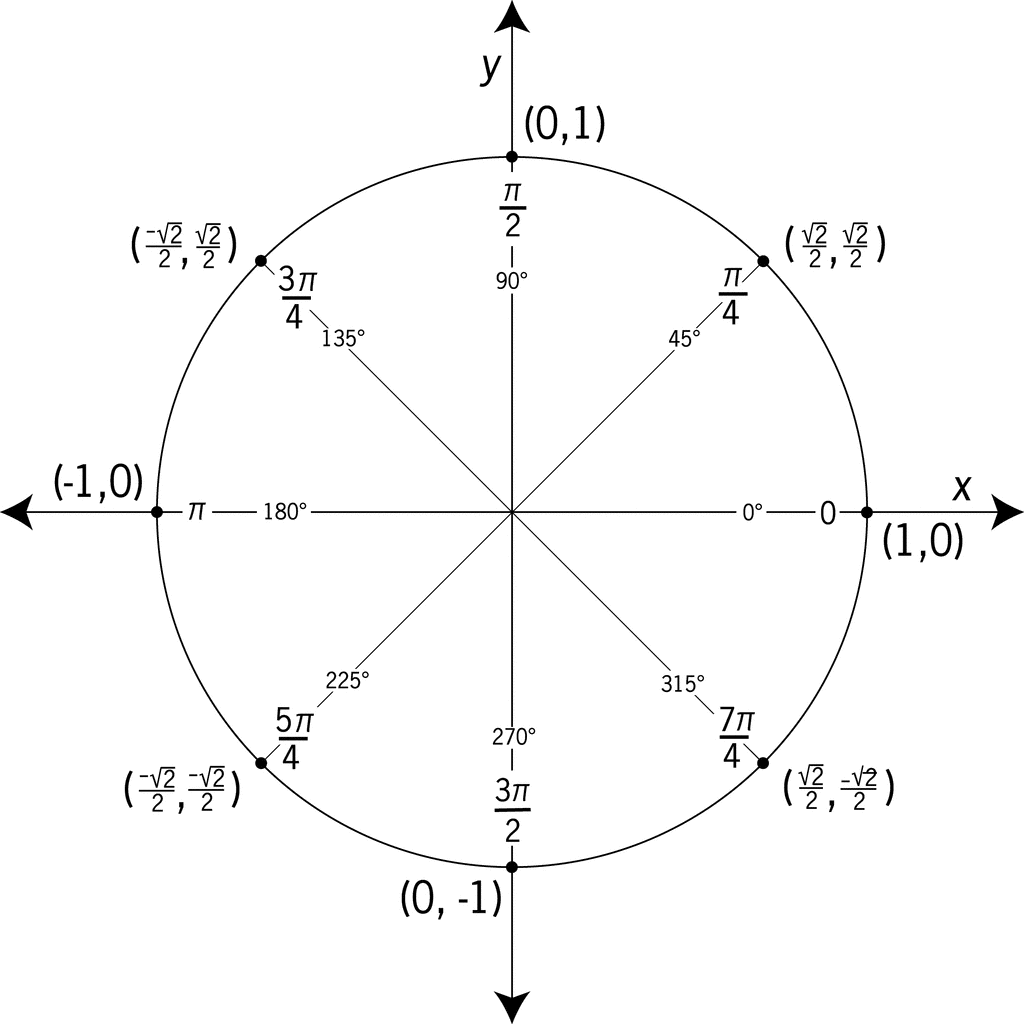 y
(0,1)
π/2
90°
(-√2/2, √2/2)
3π/4
135°
(√2/2, √2/2)
π/4
45°
(-1,0)
π
180°
0°
0
x
(1,0)
225°
5π/4
(-√2/2, -√2/2)
315°
7π/4
(√2/2, -√2/2)
270°
3π/2
(0, -1)